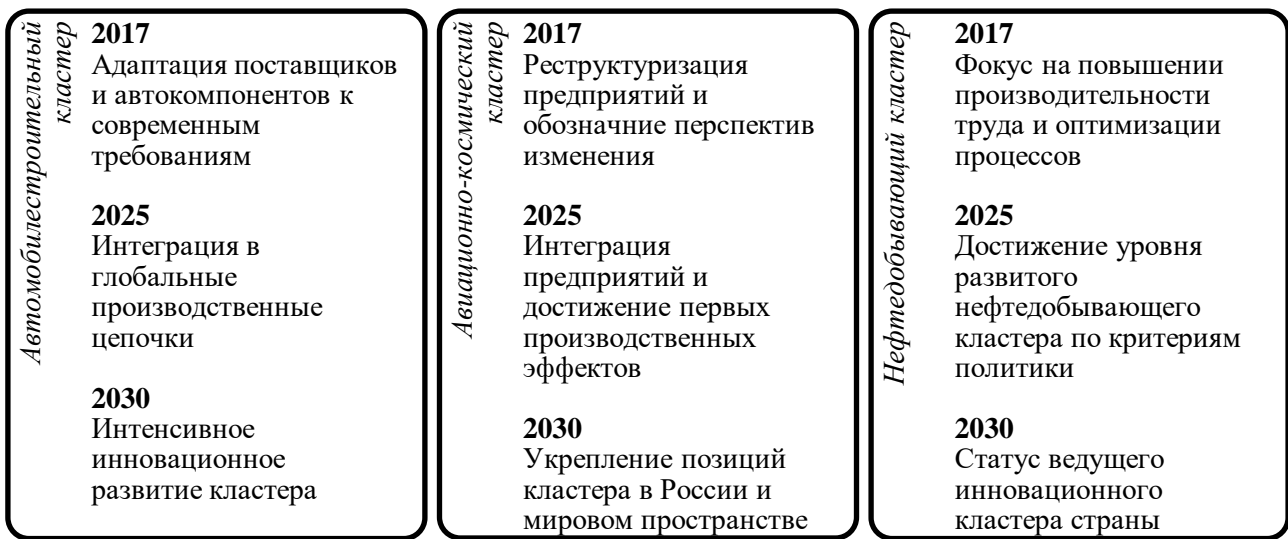 Автомобилестроительный
кластер
2017
Адаптация поставщиков
и автокомпонентов к
современным
требованиям
2025
Интеграция в
глобальные
производственные
цепочки
2030
Интенсивное
инновационное
развитие кластера
Авиационно-космический
кластер
2017
Реструктуризация
предприятий и
обозначние перспектив
изменения
2025
Интеграция
предприятий и
достижение первых
производственных
эффектов
2030
Укрепление позиций
кластера в России и
мировом пространстве
Нефтедобывающий кластер
2017
Фокус на повышении
производительности
труда и оптимизации
процессов
2025
Достижение уровня
развитого
нефтедобывающего
кластера по критериям
политики
2030
Статус ведущего
инновационного
кластера страны